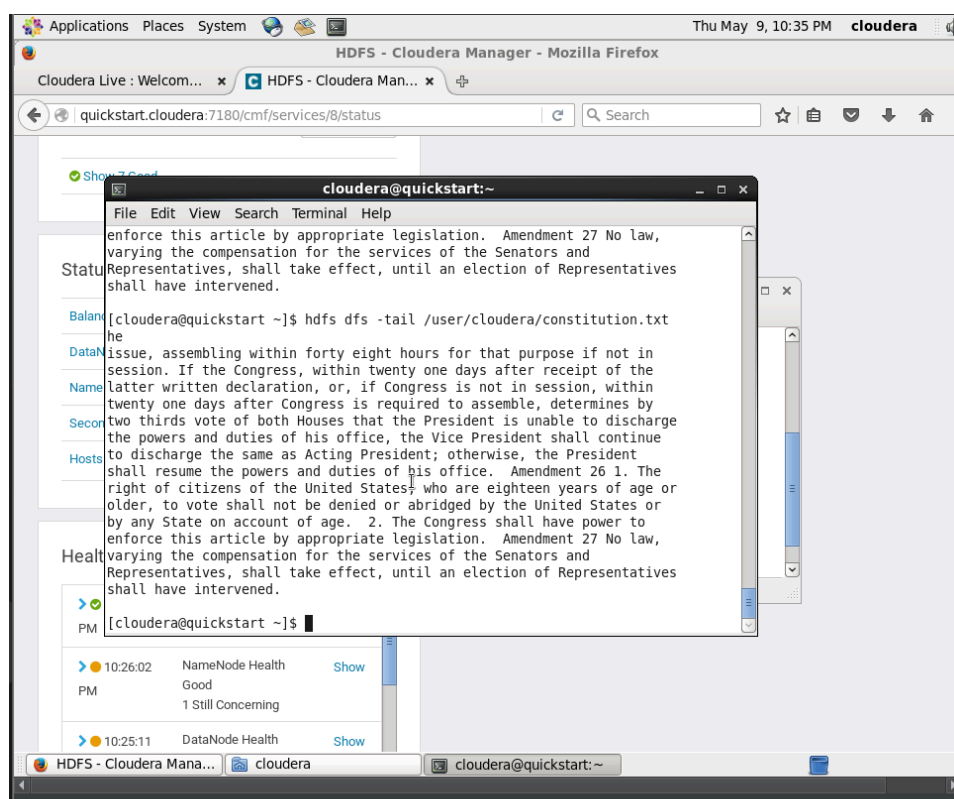 Applications Places System Thu May 9, 10:35 PM cloudera
HDFS - Cloudera Manager - Mozilla Firefox
Cloudera Live : Welcom... × HDFS - Cloudera Man... ×
quickstart.cloudera:7180/cmf/services/8/status Search
Show 7 Good
cloudera@quickstart:~
File Edit View Search Terminal Help
enforce this article by appropriate legislation.  Amendment 27 No law,
varying the compensation for the services of the Senators and
Representatives, shall take effect, until an election of Representatives
shall have intervened.
[cloudera@quickstart ~]$ hdfs dfs -tail /user/cloudera/constitution.txt
he
issue, assembling within forty eight hours for that purpose if not in
session. If the Congress, within twenty one days after receipt of the
latter written declaration, or, if Congress is not in session, within
twenty one days after Congress is required to assemble, determines by
two thirds vote of both Houses that the President is unable to discharge
the powers and duties of his office, the Vice President shall continue
to discharge the same as Acting President; otherwise, the President
shall resume the powers and duties of his office.  Amendment 26 1. The
right of citizens of the United States, who are eighteen years of age or
older, to vote shall not be denied or abridged by the United States or
by any State on account of age.  2. The Congress shall have power to
enforce this article by appropriate legislation.  Amendment 27 No law,
varying the compensation for the services of the Senators and
Representatives, shall take effect, until an election of Representatives
shall have intervened.
[cloudera@quickstart ~]$
Statu
Balan
DataN
Name
Secon
Hosts
Healt
PM
10:26:02 NameNode Health Show
PM Good
1 Still Concerning
10:25:11 DataNode Health Show
HDFS - Cloudera Mana... cloudera cloudera@quickstart:~